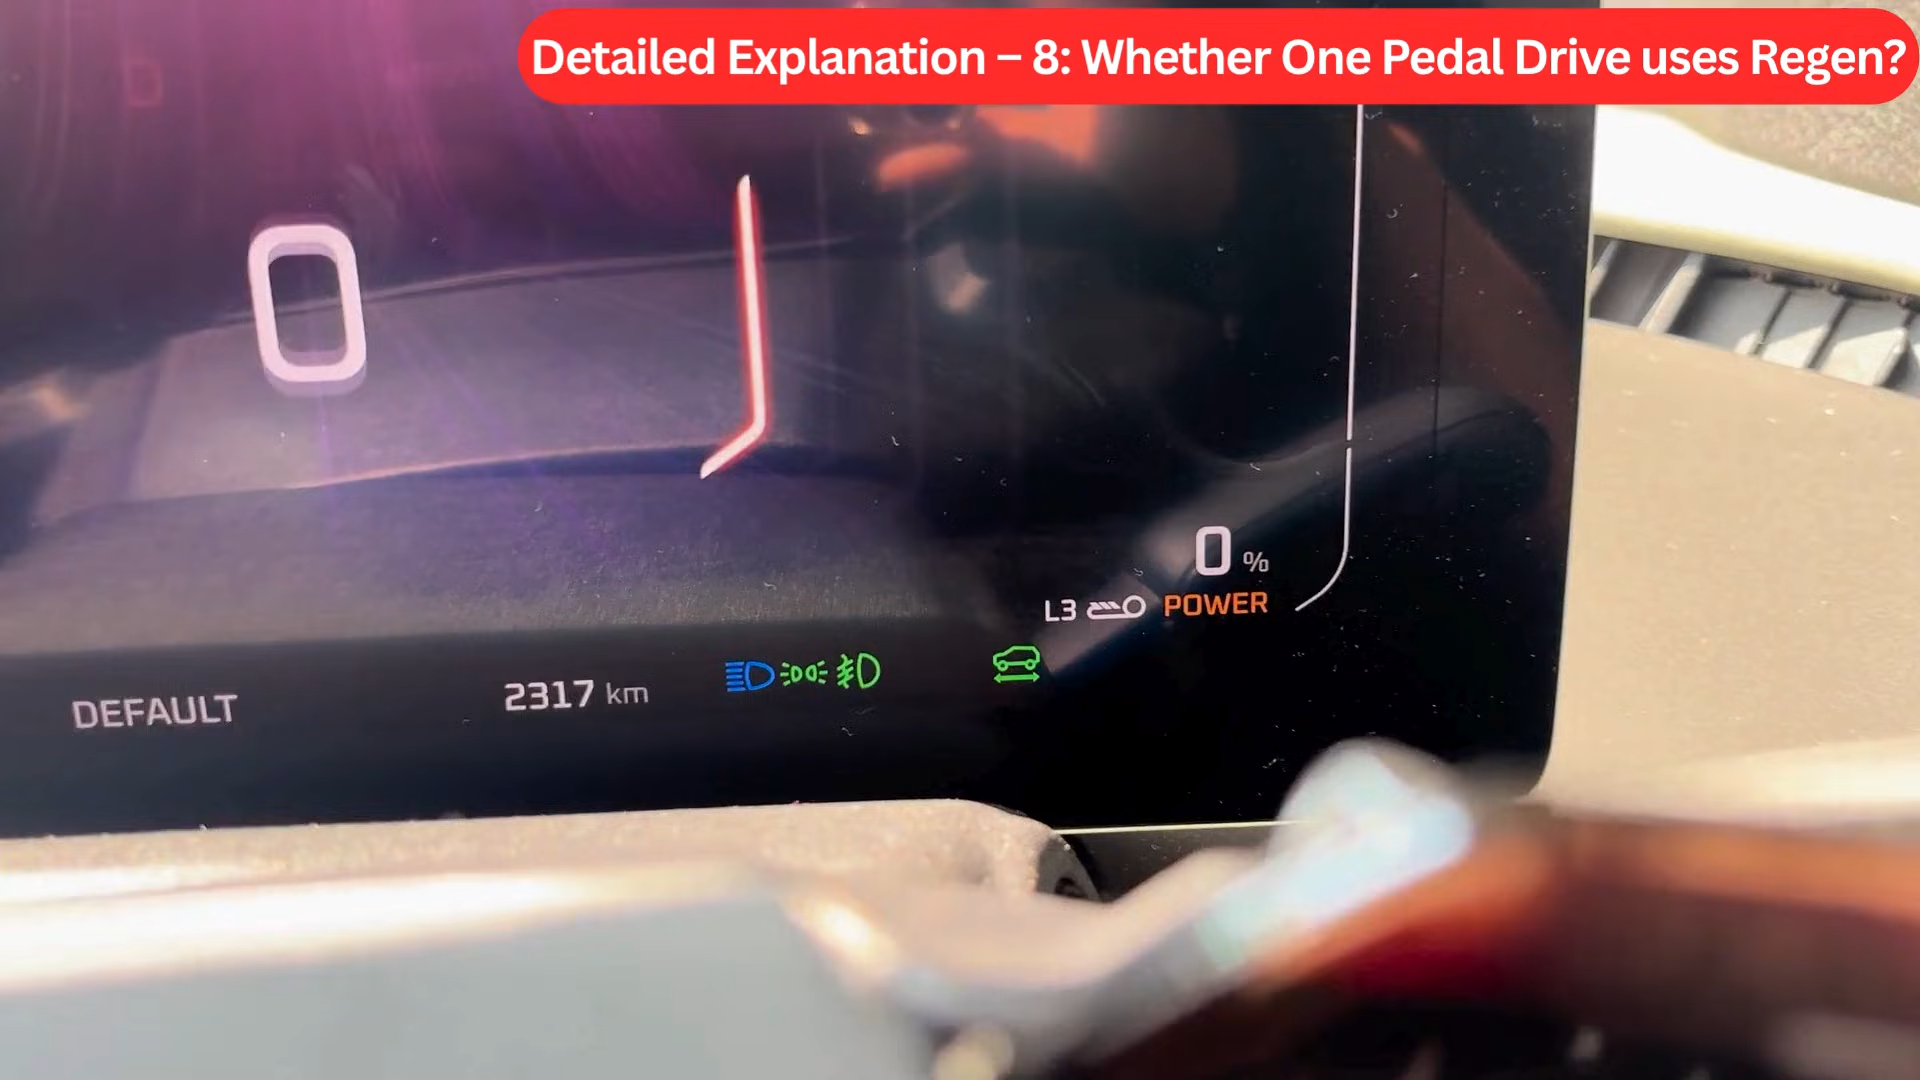 Detailed Explanation – 8: Whether One Pedal Drive uses Regen?
0
0 %
L3 POWER
DEFAULT 2317 km